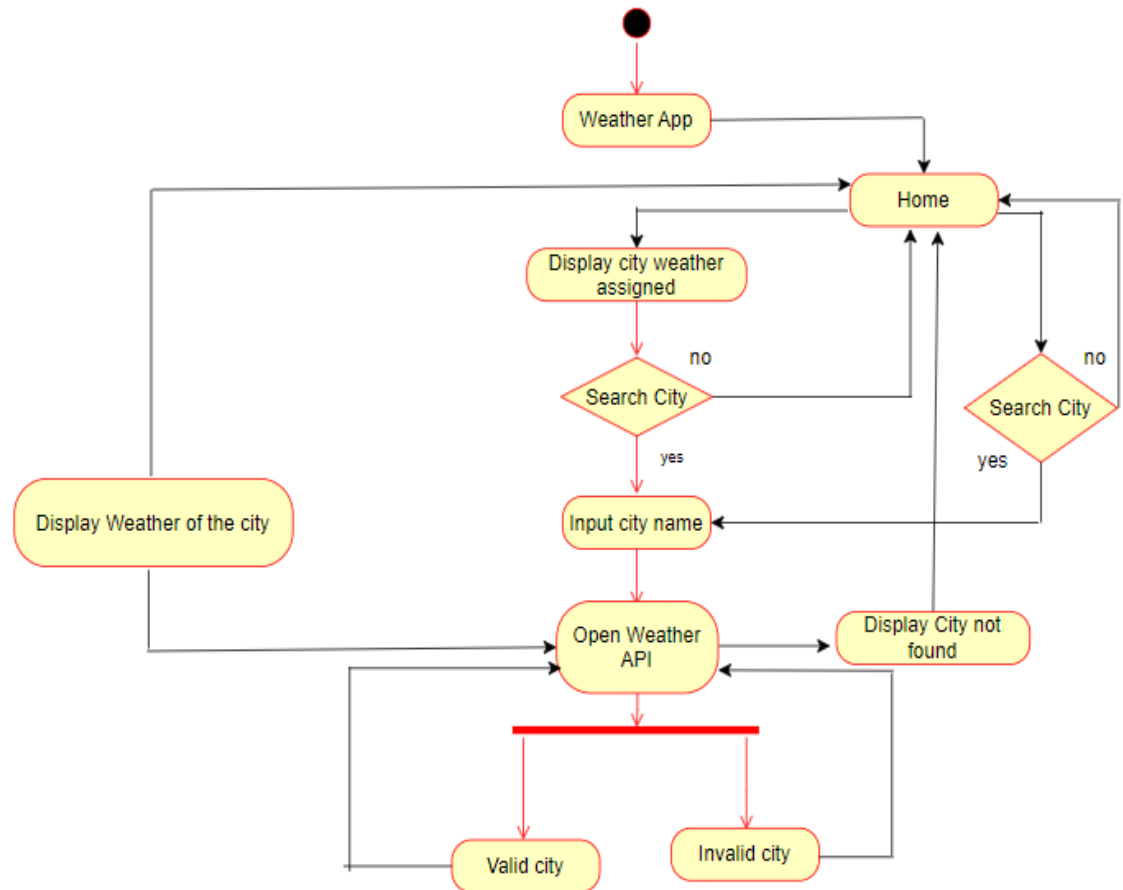 Weather App
Home
Display city weather
assigned
no
no
Search City
Search City
yes
yes
Display Weather of the city
Input city name
Open Weather
API
Display City not
found
Valid city
Invalid city